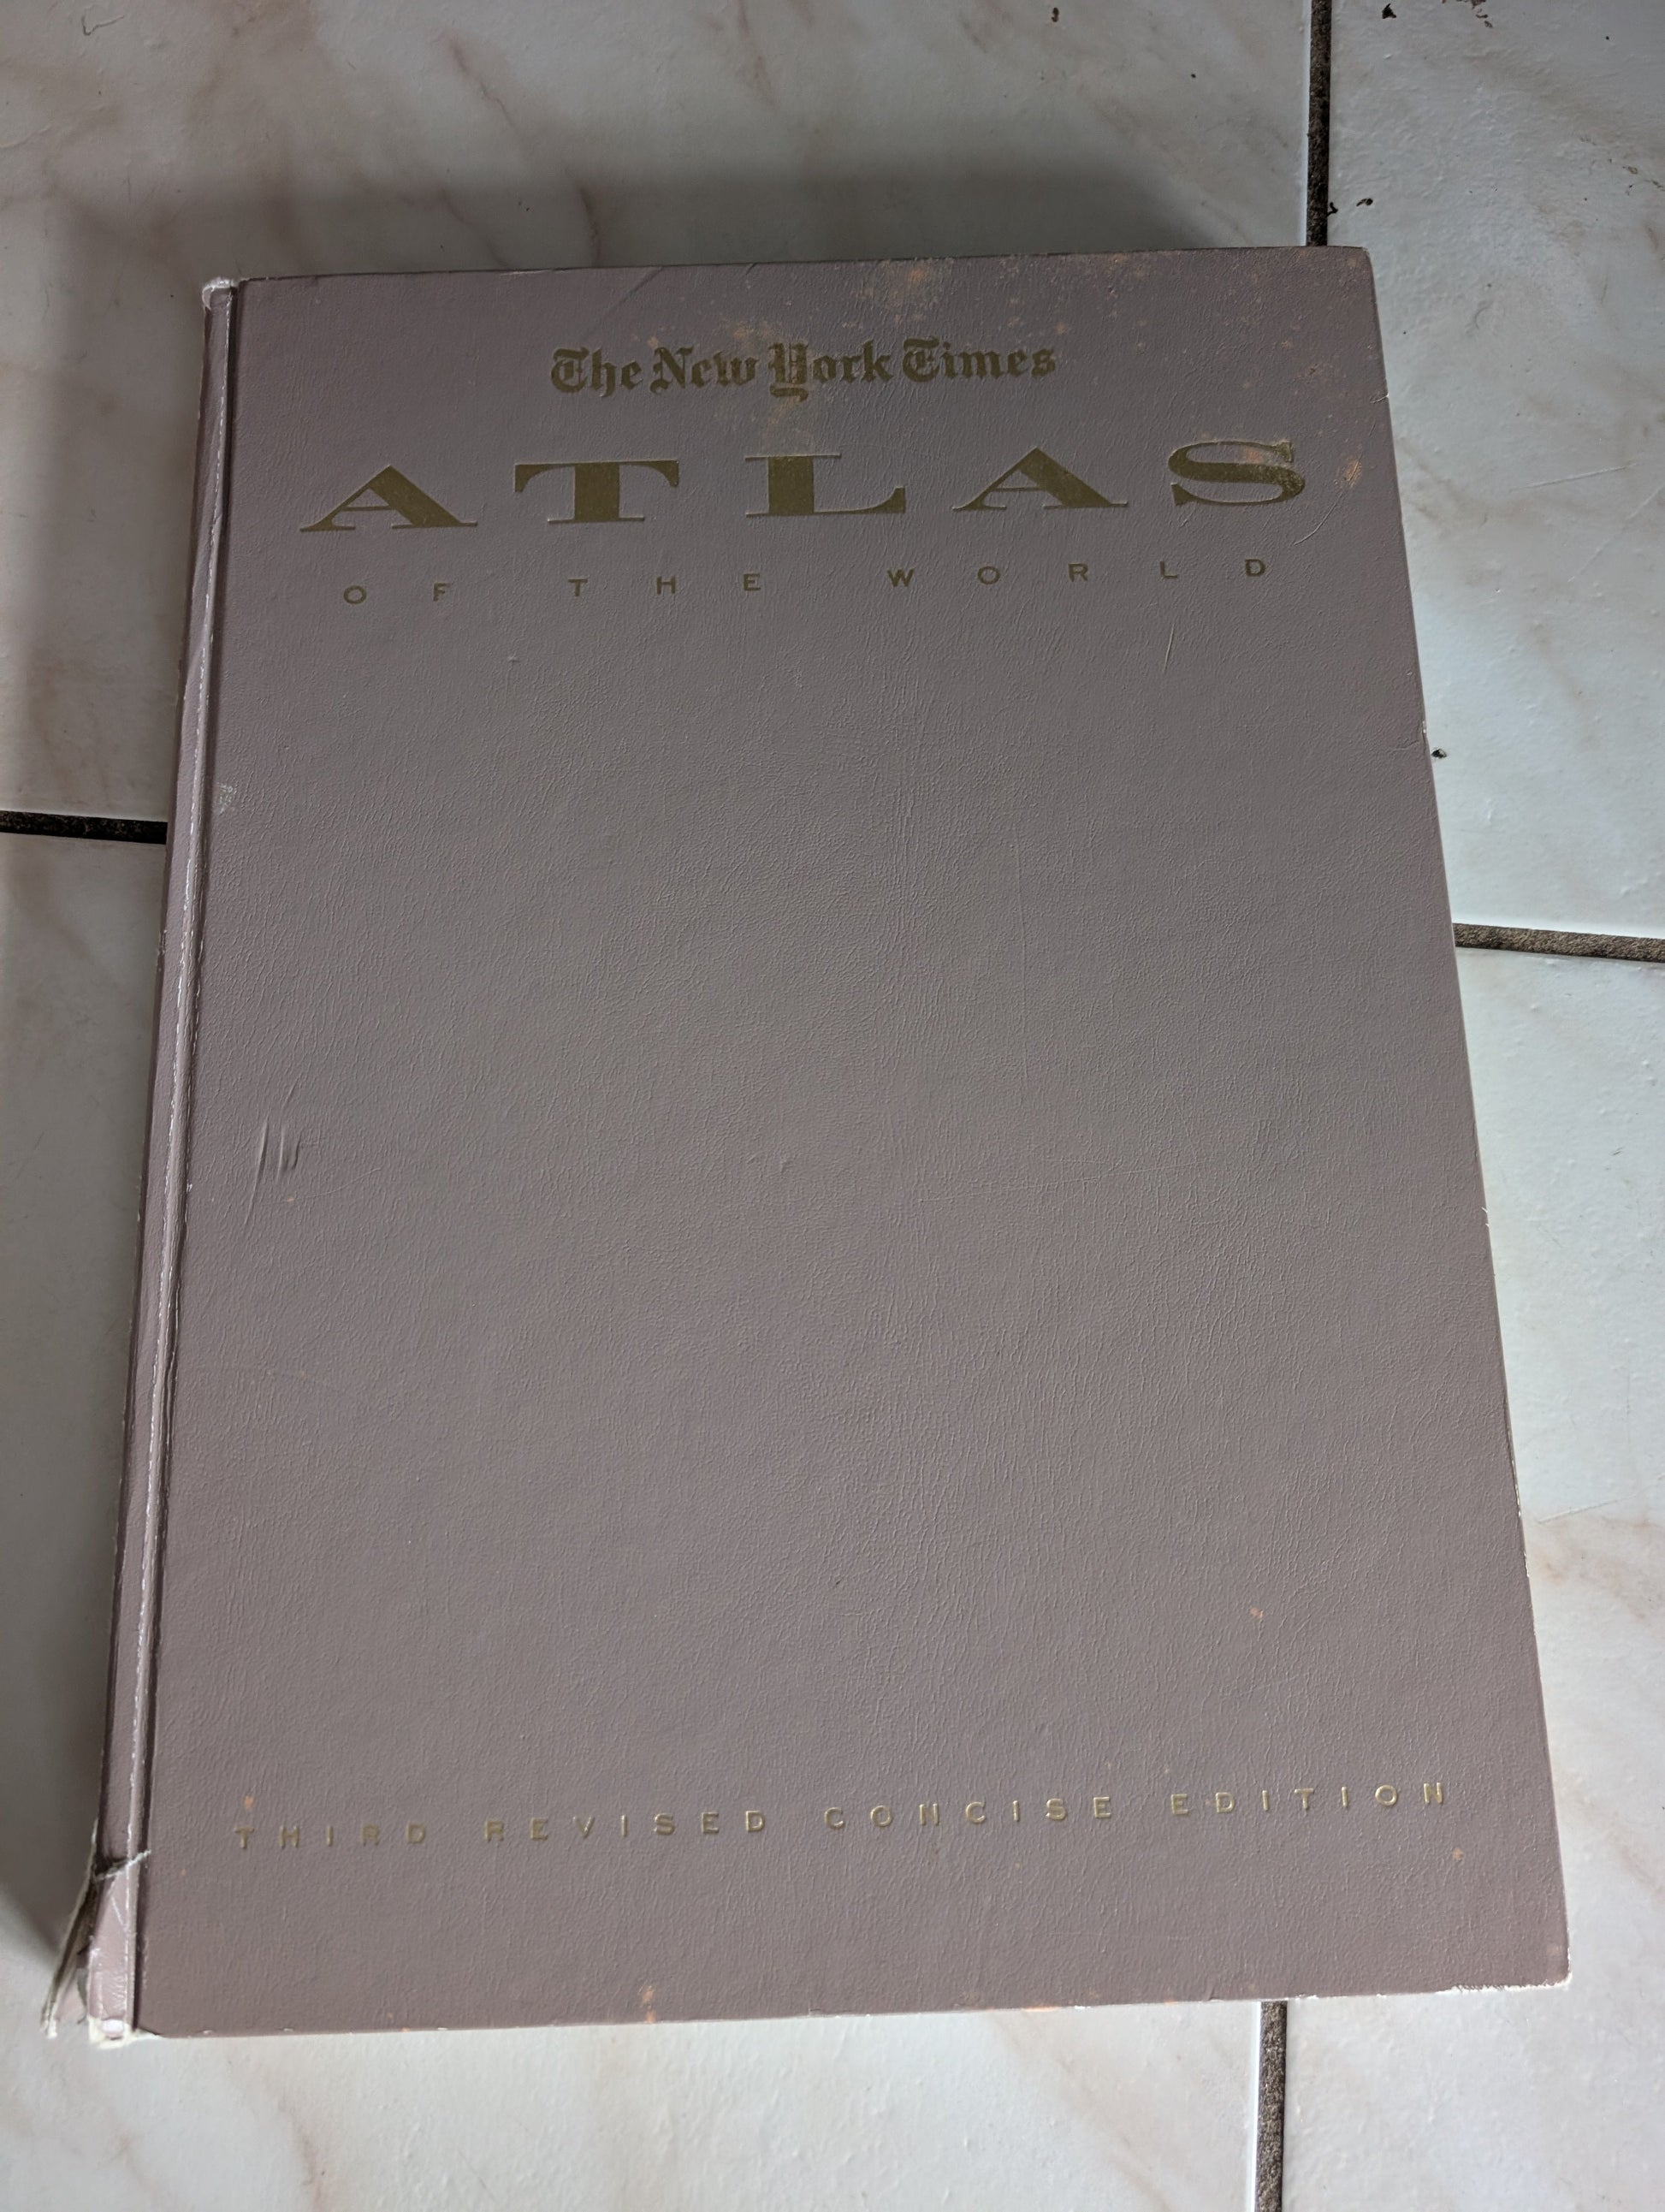 The New York Times
ATLAS
OF THE WORLD
THIRD REVISED CONCISE EDITION